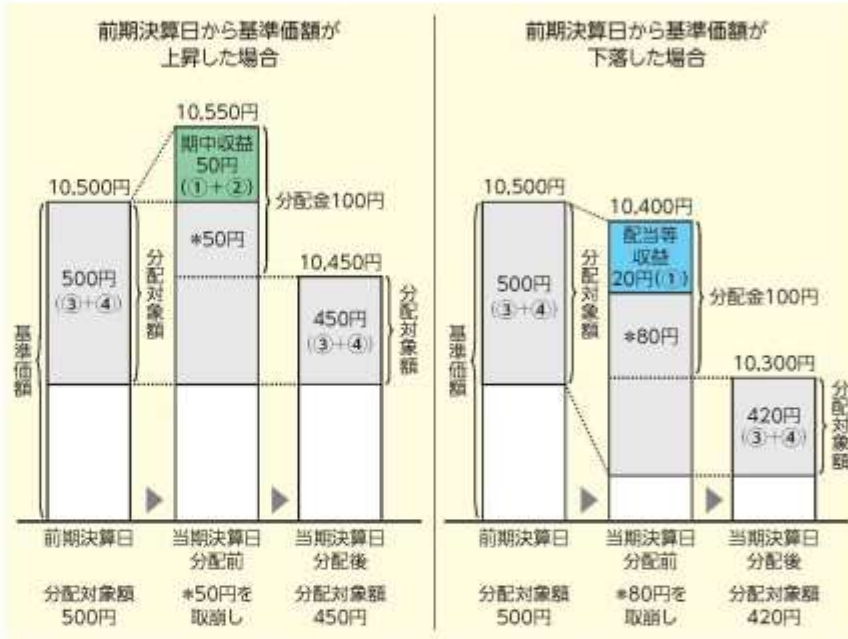 前期決算日から基準価額が
上昇した場合
10,550円
期中収益
50円
(①+②)
10,500円
分配金100円
*50円
10,450円
500円
(③+④)
分配対象額
450円
(③+④)
分配対象額
基準価額
前期決算日
当期決算日
分配前
当期決算日
分配後
分配対象額
500円
*50円を
取崩し
分配対象額
450円
前期決算日から基準価額が
下落した場合
10,500円
10,400円
配当等
収益
20円(①)
分配金100円
500円
(③+④)
分配対象額
*80円
10,300円
420円
(③+④)
分配対象額
基準価額
前期決算日
当期決算日
分配前
当期決算日
分配後
分配対象額
500円
*80円を
取崩し
分配対象額
420円